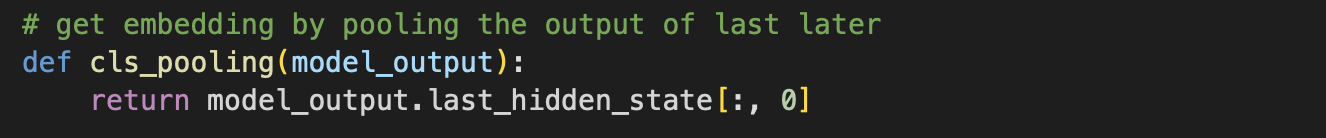 # get embedding by pooling the output of last later
def cls_pooling(model_output):
    return model_output.last_hidden_state[:, 0]